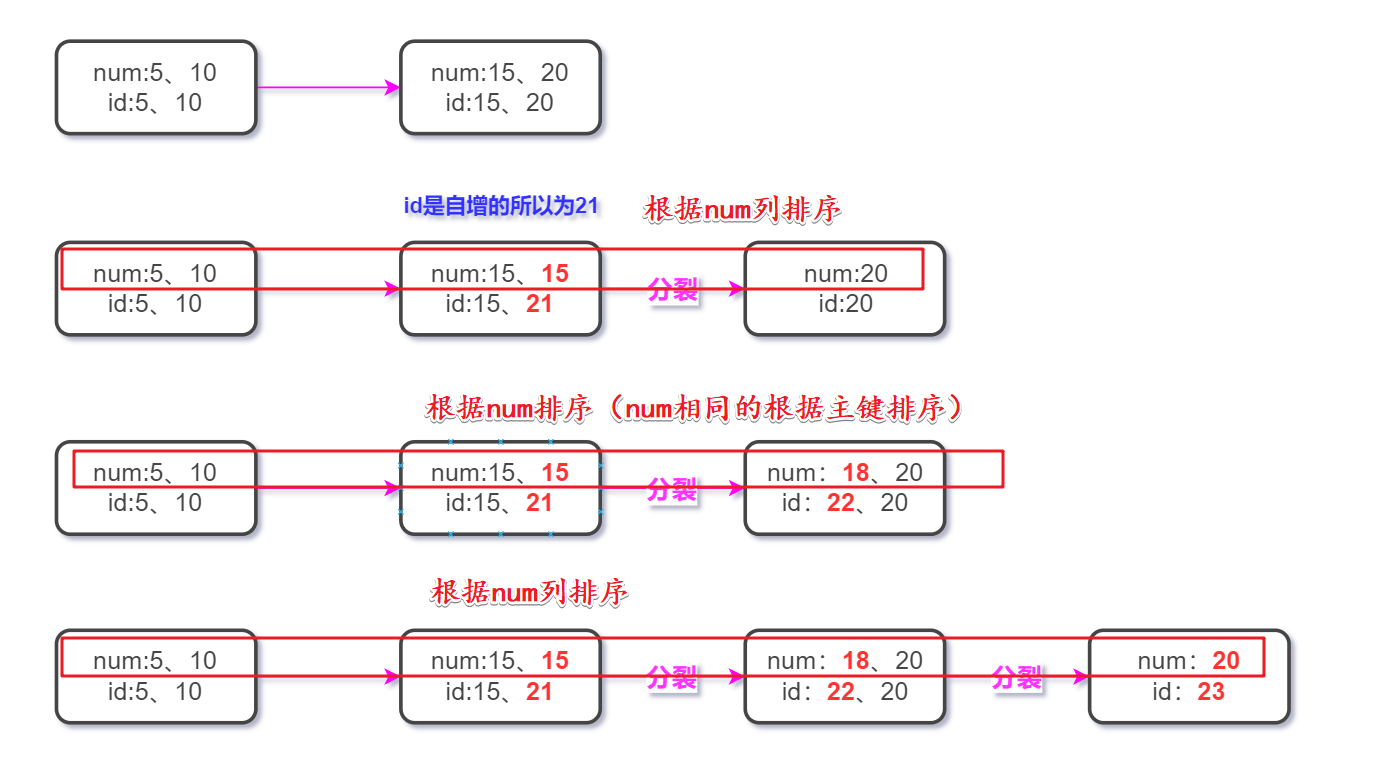 num:5、10
id:5、10
num:15、20
id:15、20
id是自增的所以为21
根据num列排序
num:5、10
id:5、10
num:15、15
id:15、21
分裂
num:20
id:20
根据num排序（num相同的根据主键排序）
num:5、10
id:5、10
num:15、15
id:15、21
分裂
num：18、20
id：22、20
根据num列排序
num:5、10
id:5、10
num:15、15
id:15、21
分裂
num：18、20
id：22、20
分裂
num：20
id：23